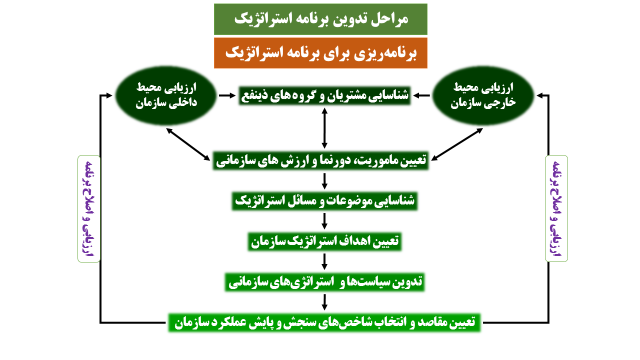 مراحل تدوین برنامه استراتژیک
برنامه‌ریزی برای برنامه استراتژیک
ارزیابی محیط
خارجی سازمان
شناسایی مشتریان و گروه‌های ذینفع
ارزیابی محیط
داخلی سازمان
تعیین ماموریت، دورنما و ارزش های سازمانی
شناسایی موضوعات و مسائل استراتژیک
تعیین اهداف استراتژیک سازمان
تدوین سیاست‌ها و استراتژی‌های سازمانی
تعیین مقاصد و انتخاب شاخص‌های سنجش و پایش عملکرد سازمان
ارزیابی و اصلاح برنامه
ارزیابی و اصلاح برنامه